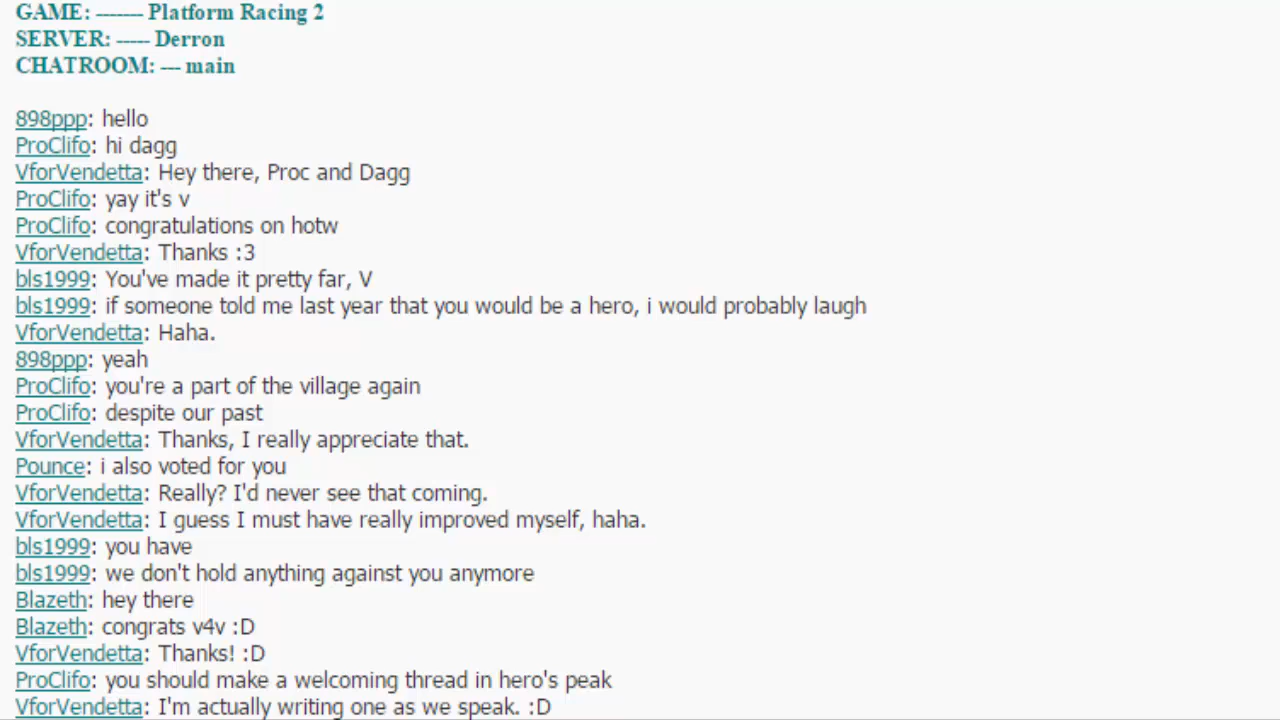 GAME: ------- Platform Racing 2
SERVER: ----- Derron
CHATROOM: --- main
898ppp: hello
ProClifo: hi dagg
VforVendetta: Hey there, Proc and Dagg
ProClifo: yay it's v
ProClifo: congratulations on hotw
VforVendetta: Thanks :3
bls1999: You've made it pretty far, V
bls1999: if someone told me last year that you would be a hero, i would probably laugh
VforVendetta: Haha.
898ppp: yeah
ProClifo: you're a part of the village again
ProClifo: despite our past
VforVendetta: Thanks, I really appreciate that.
Pounce: i also voted for you
VforVendetta: Really? I'd never see that coming.
VforVendetta: I guess I must have really improved myself, haha.
bls1999: you have
bls1999: we don't hold anything against you anymore
Blazeth: hey there
Blazeth: congrats v4v :D
VforVendetta: Thanks! :D
ProClifo: you should make a welcoming thread in hero's peak
VforVendetta: I'm actually writing one as we speak. :D